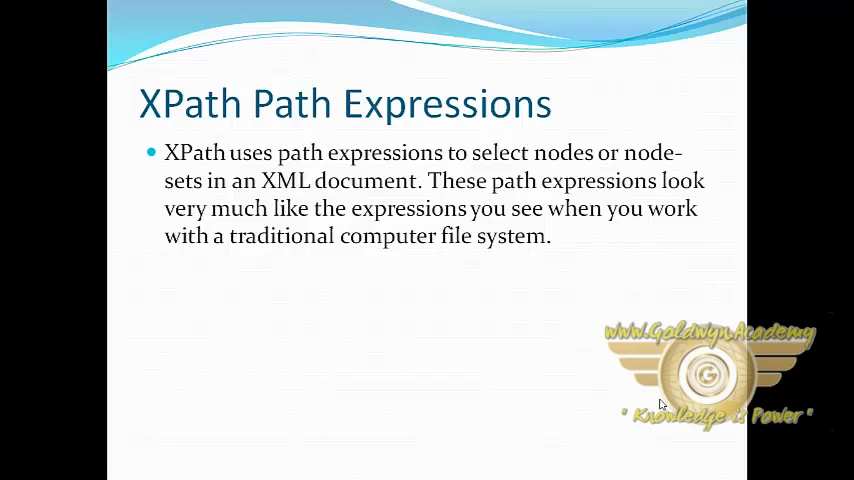 XPath Path Expressions
XPath uses path expressions to select nodes or node-
sets in an XML document. These path expressions look
very much like the expressions you see when you work
with a traditional computer file system.
www.Goldwyn.Academy
G
" Knowledge is Power "